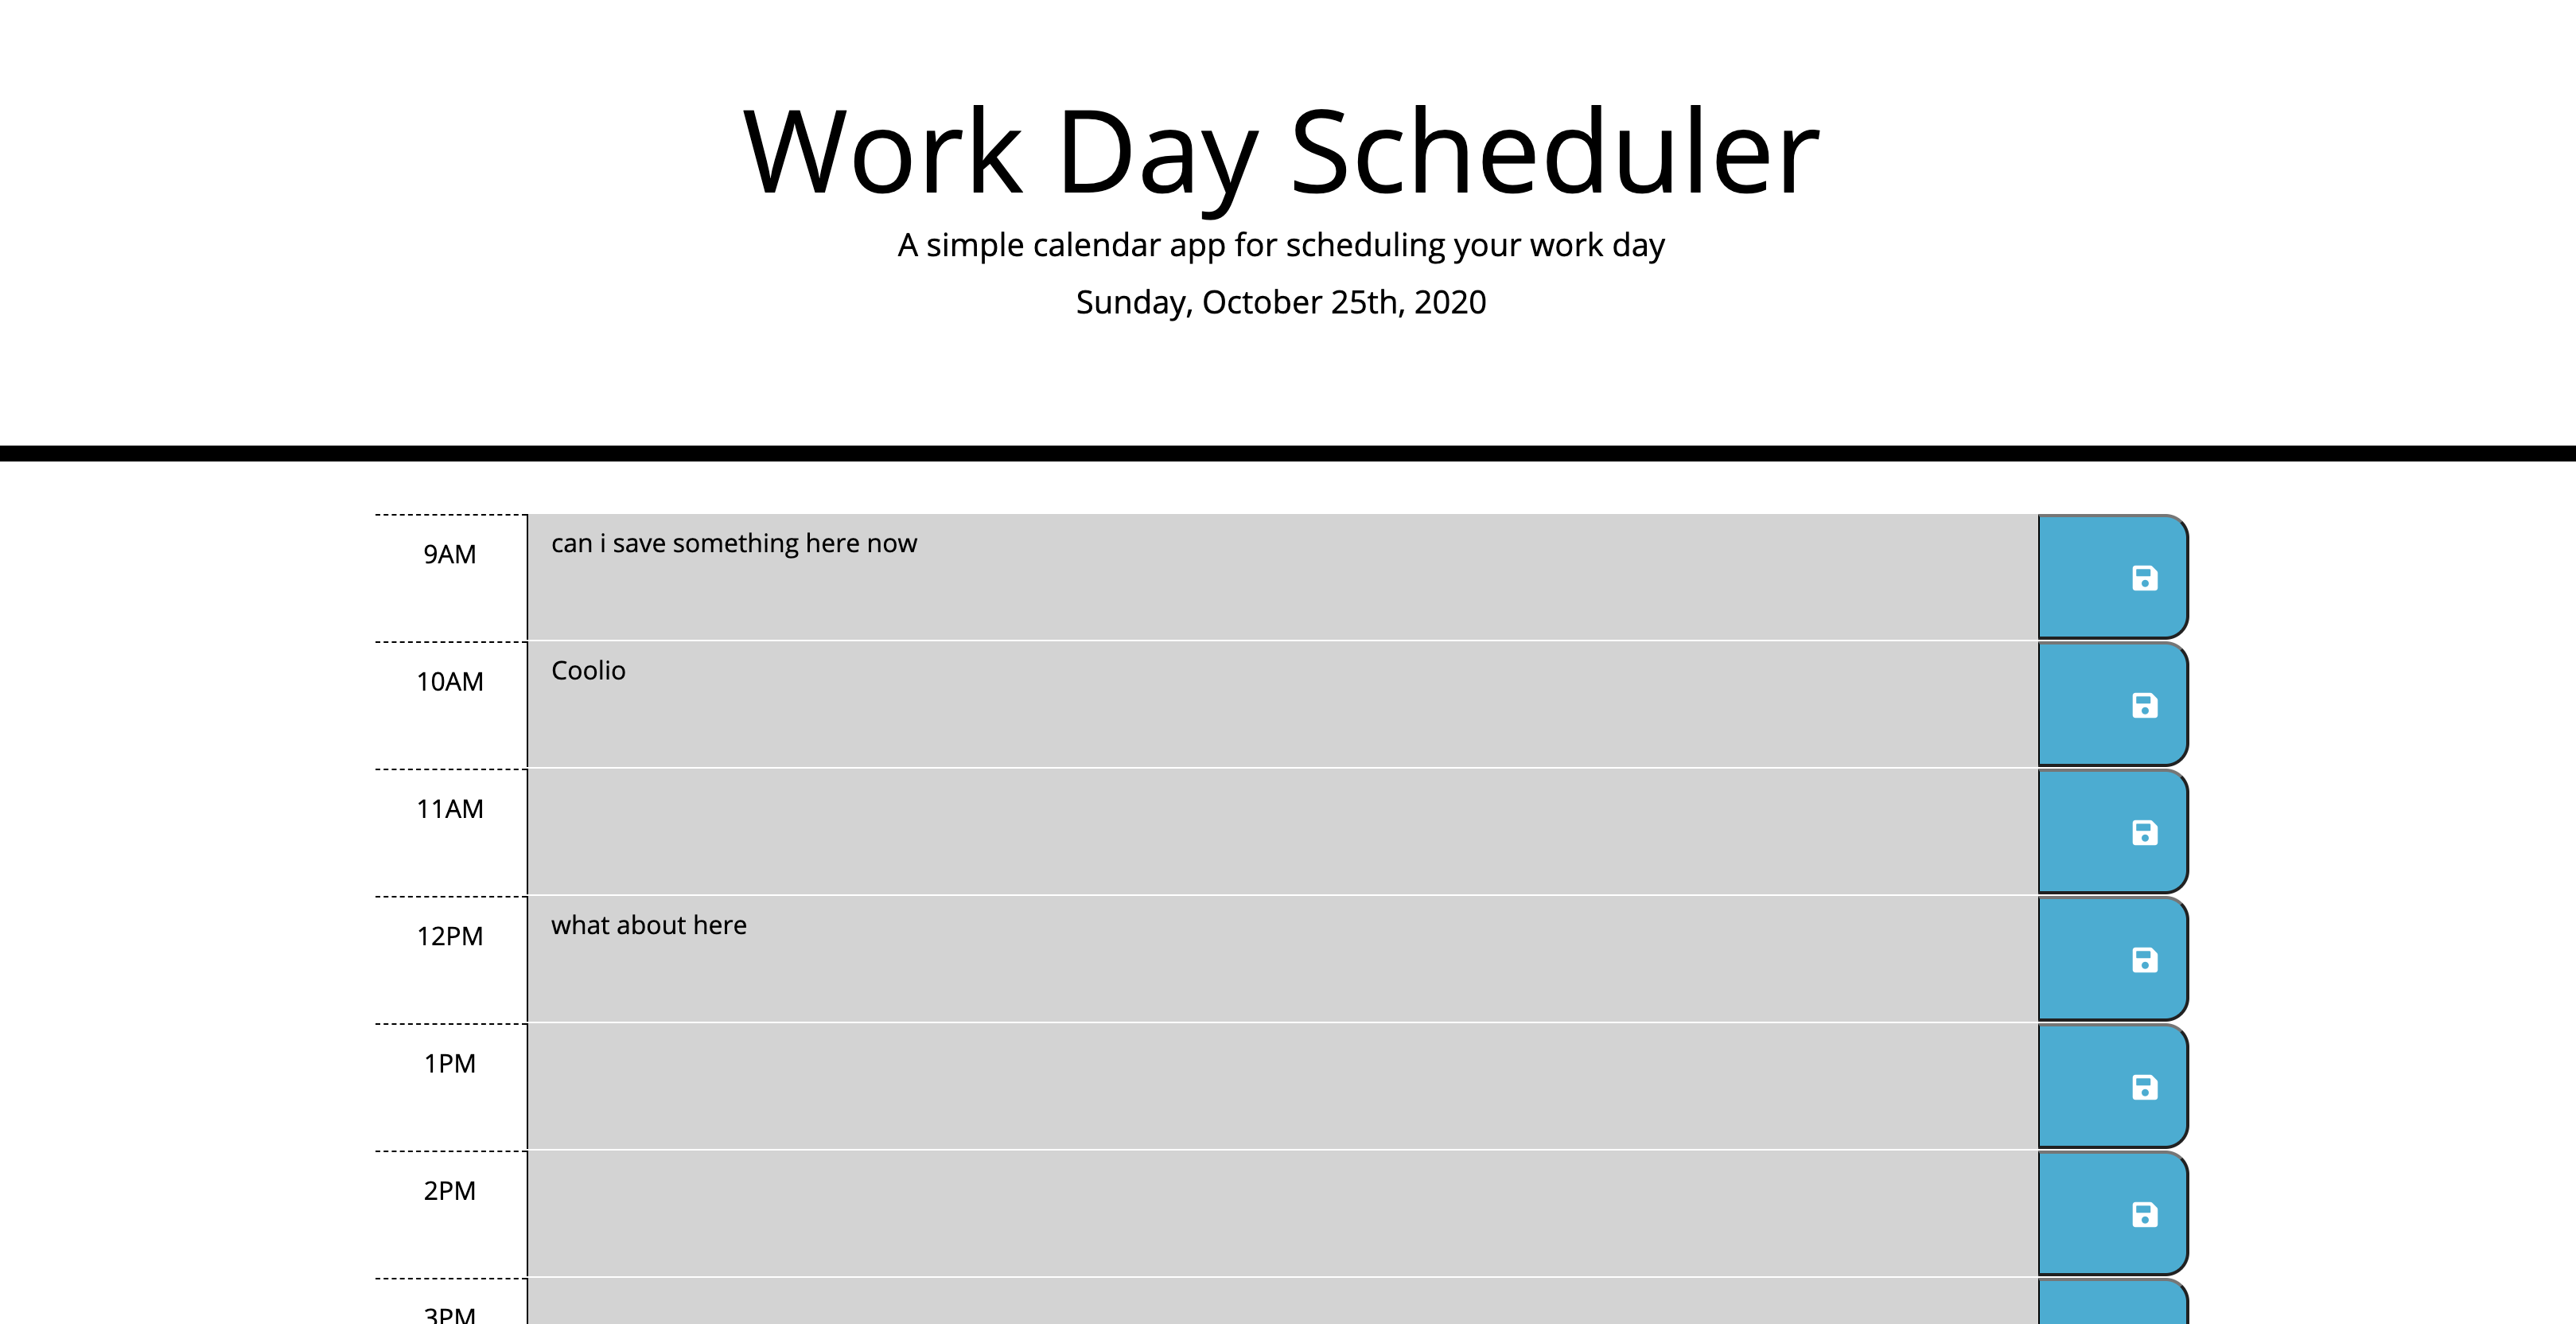 Work Day Scheduler
A simple calendar app for scheduling your work day
Sunday, October 25th, 2020
9AM can i save something here now
10AM Coolio
11AM
12PM what about here
1PM
2PM
3PM